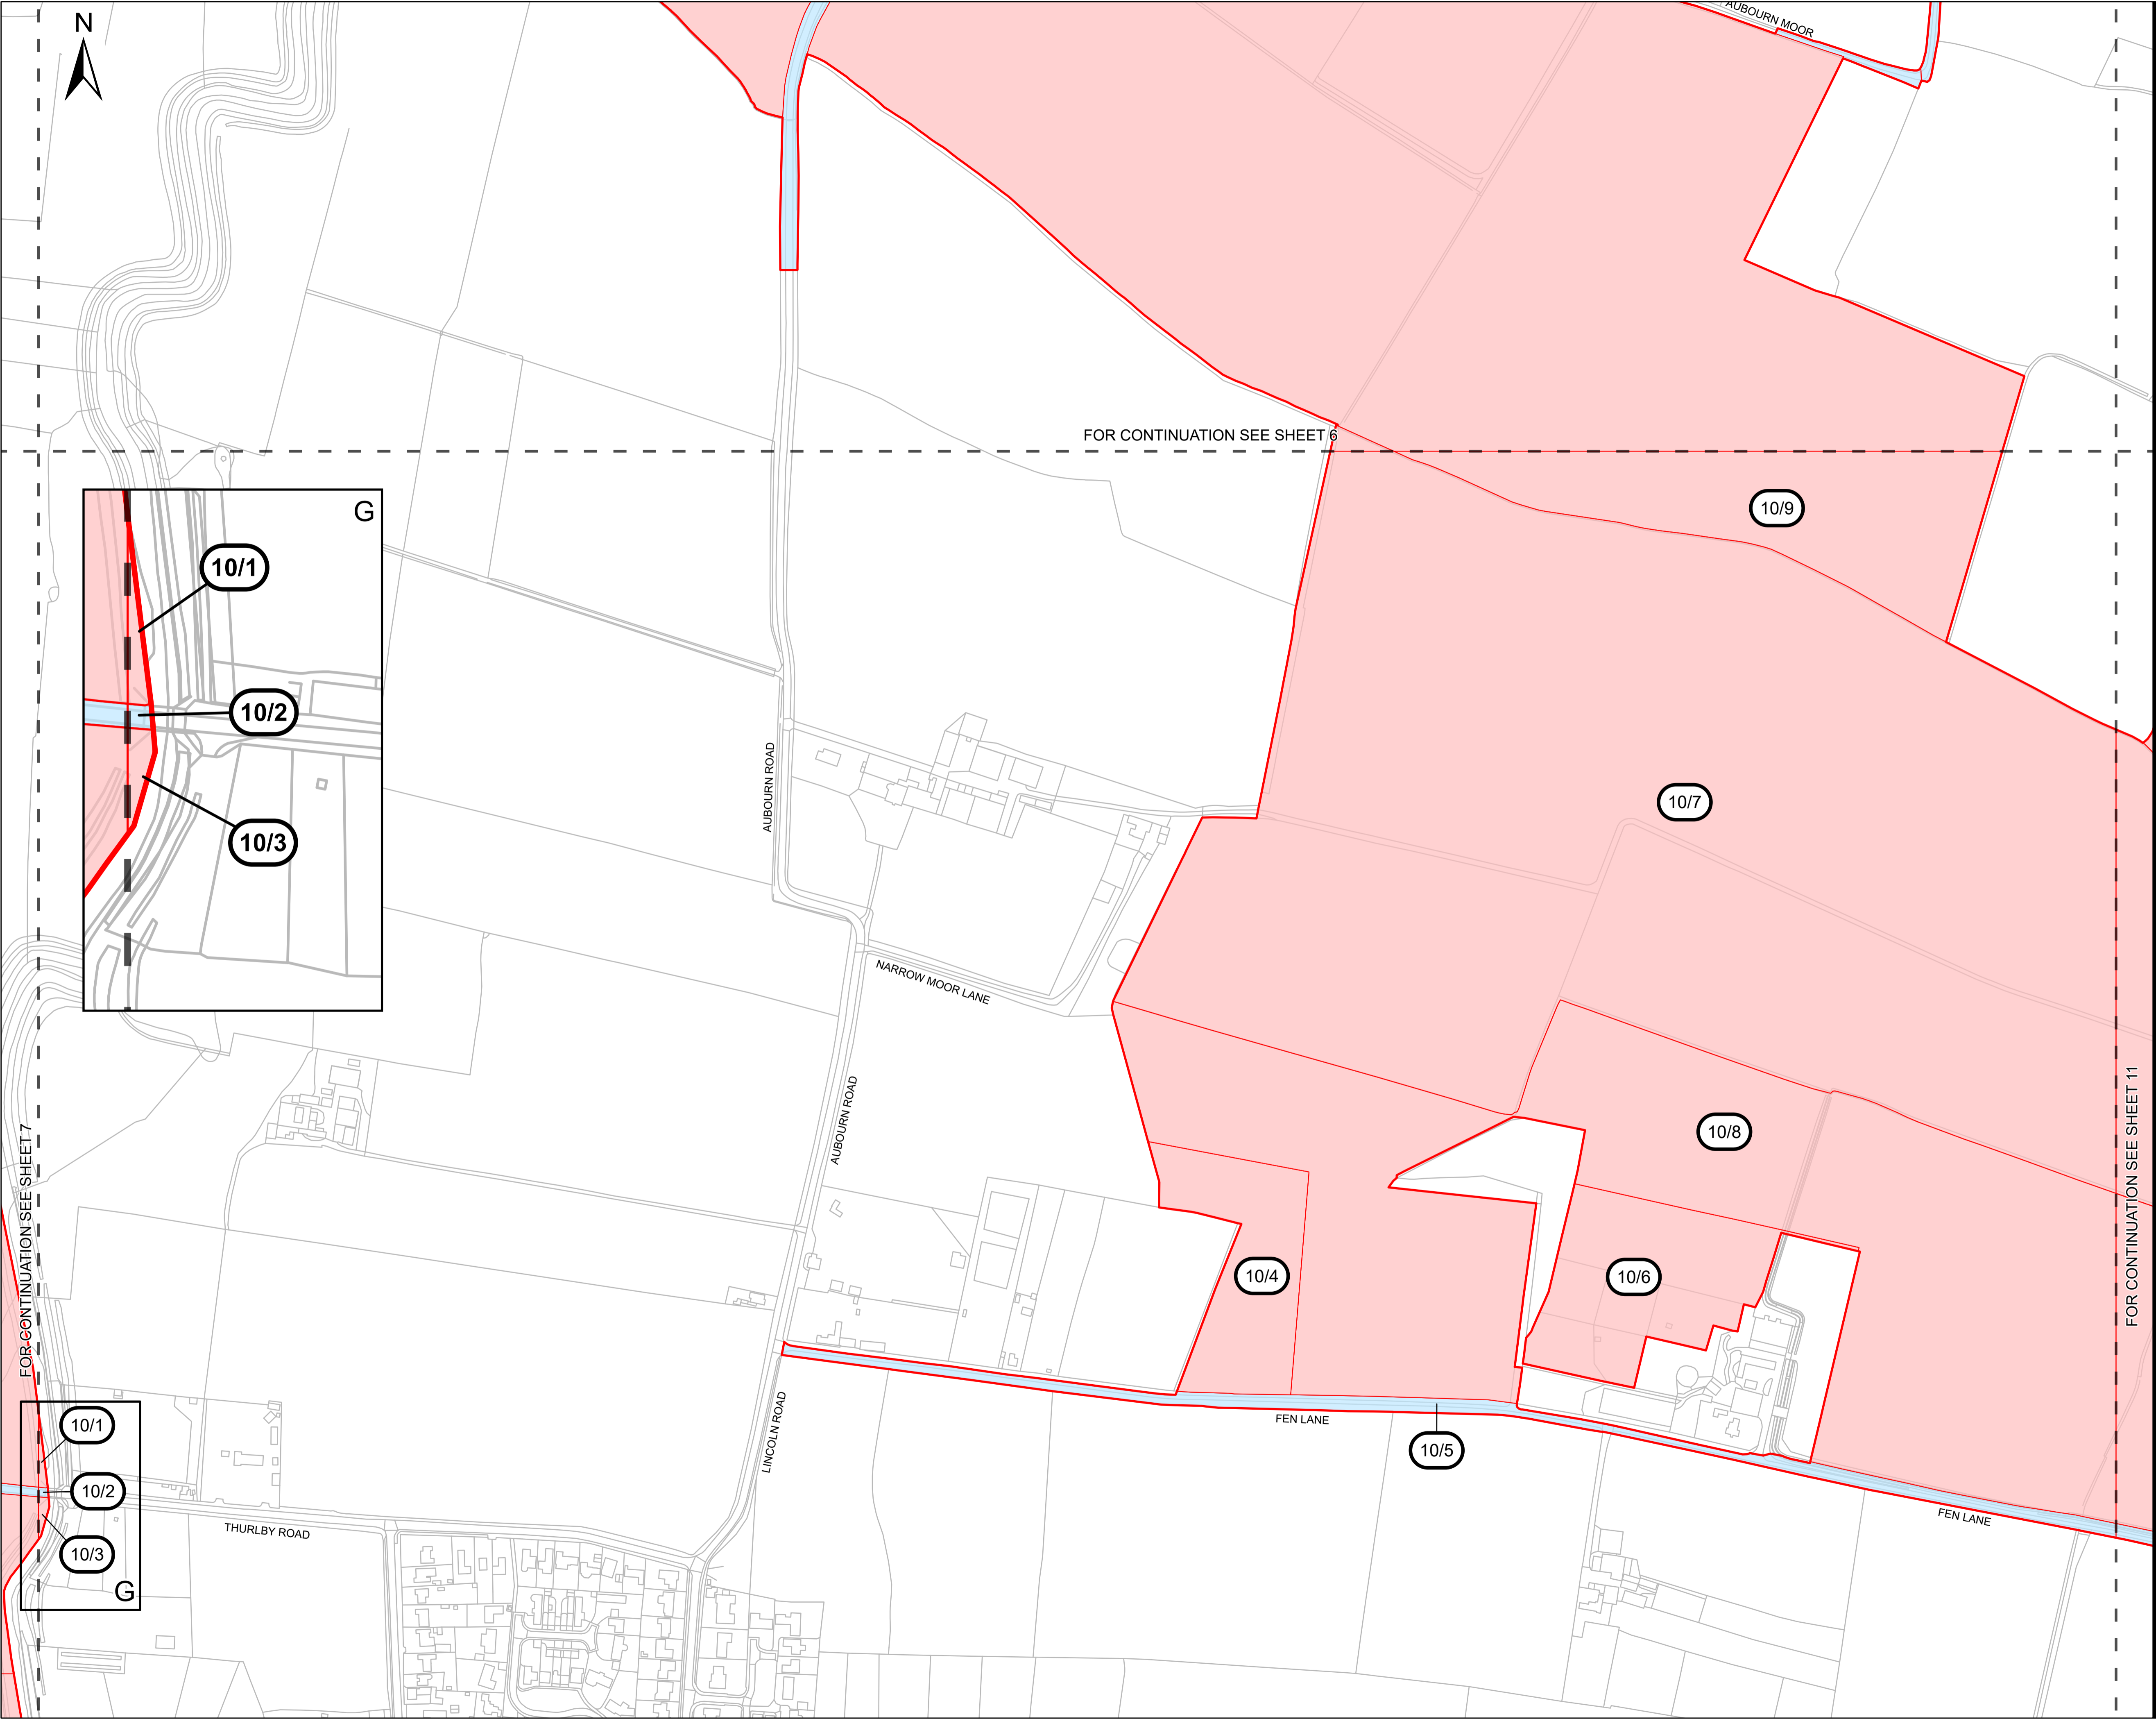 N
AUBOURN MOOR
FOR CONTINUATION SEE SHEET 6
G
10/9
10/1
10/2
10/3
10/7
AUBOURN ROAD
NARROW MOOR LANE
AUBOURN ROAD
10/8
FOR CONTINUATION SEE SHEET 7
FOR CONTINUATION SEE SHEET 11
10/4
10/6
LINCOLN ROAD
FEN LANE
10/5
10/1
10/2
10/3
G
THURLBY ROAD
FEN LANE